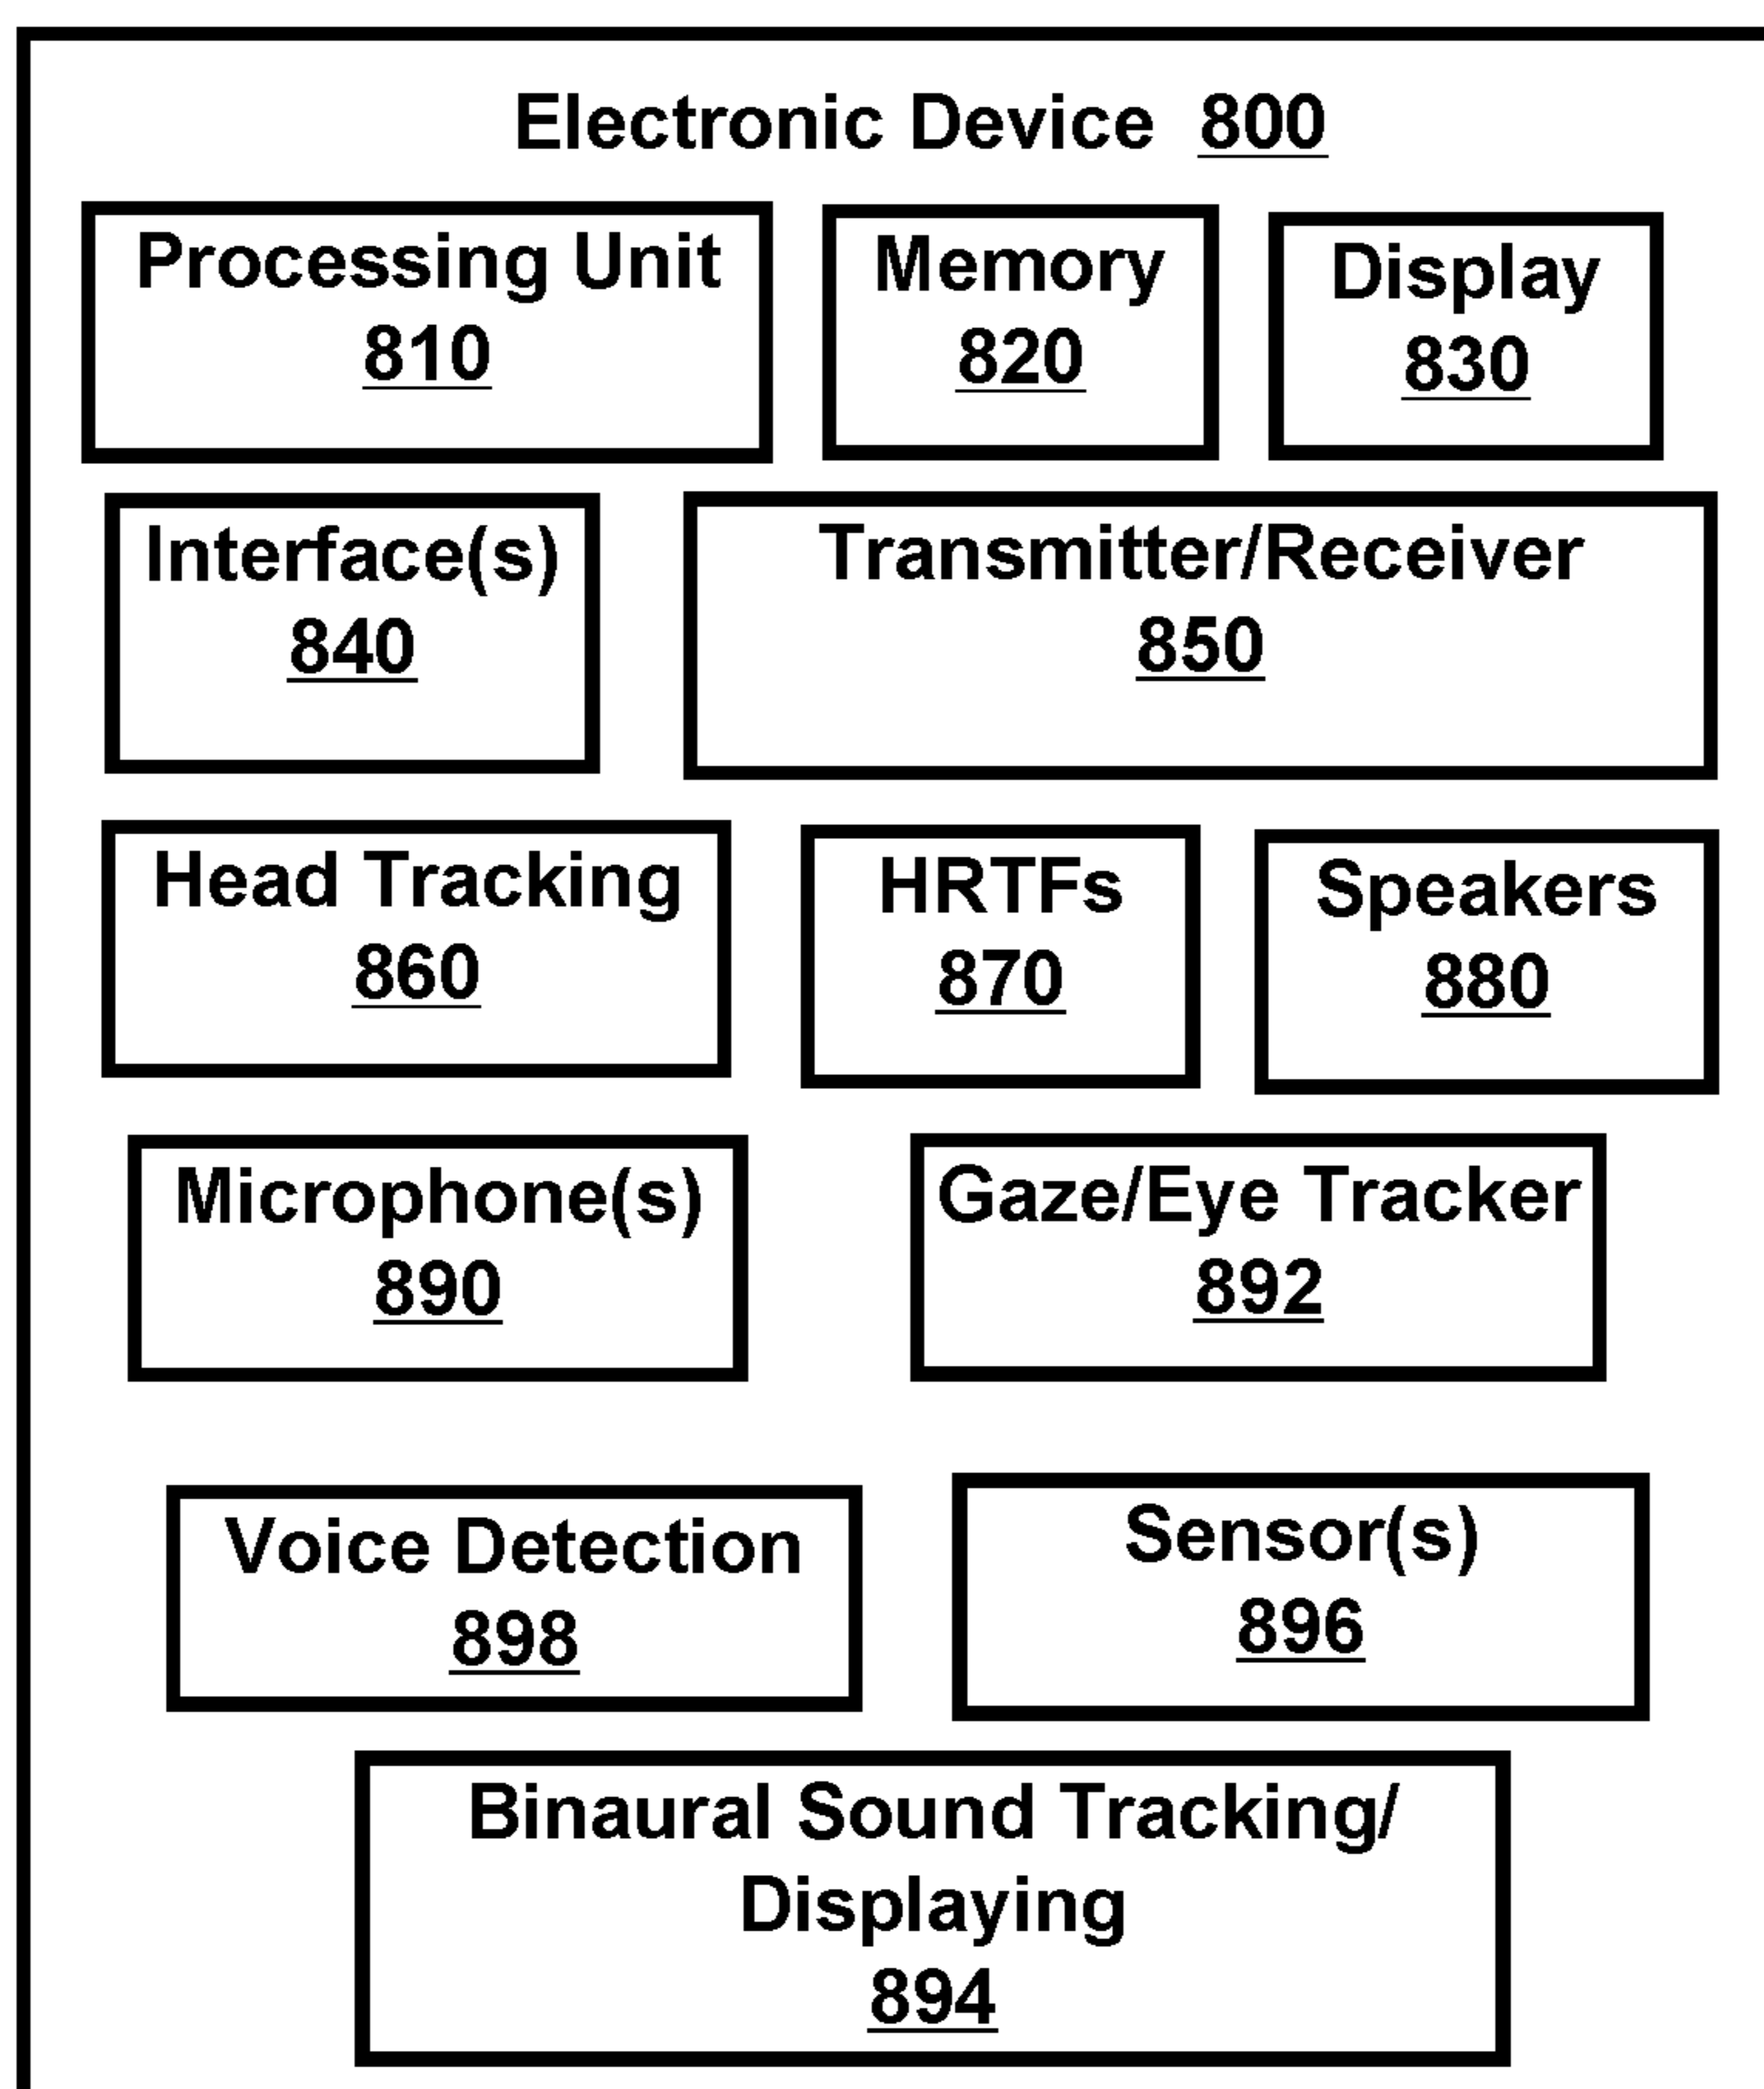 Electronic Device 800
Processing Unit
810
Memory
820
Display
830
Interface(s)
840
Transmitter/Receiver
850
Head Tracking
860
HRTFs
870
Speakers
880
Microphone(s)
890
Gaze/Eye Tracker
892
Voice Detection
898
Sensor(s)
896
Binaural Sound Tracking/
Displaying
894